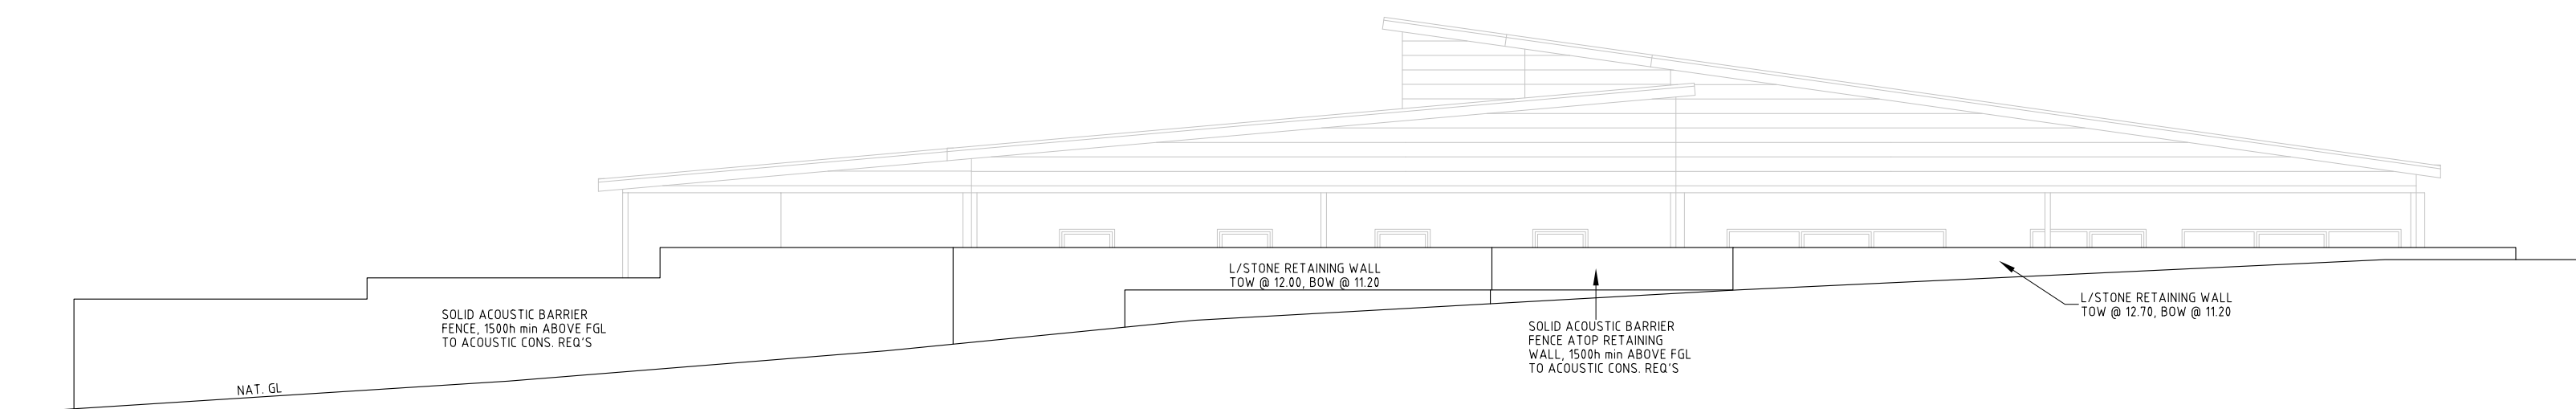 SOLID ACOUSTIC BARRIER
FENCE, 1500h min ABOVE FGL
TO ACOUSTIC CONS. REQ'S
NAT. GL
L/STONE RETAINING WALL
TOW @ 12.00, BOW @ 11.20
SOLID ACOUSTIC BARRIER
FENCE ATOP RETAINING
WALL, 1500h min ABOVE FGL
TO ACOUSTIC CONS. REQ'S
L/STONE RETAINING WALL
TOW @ 12.70, BOW @ 11.20